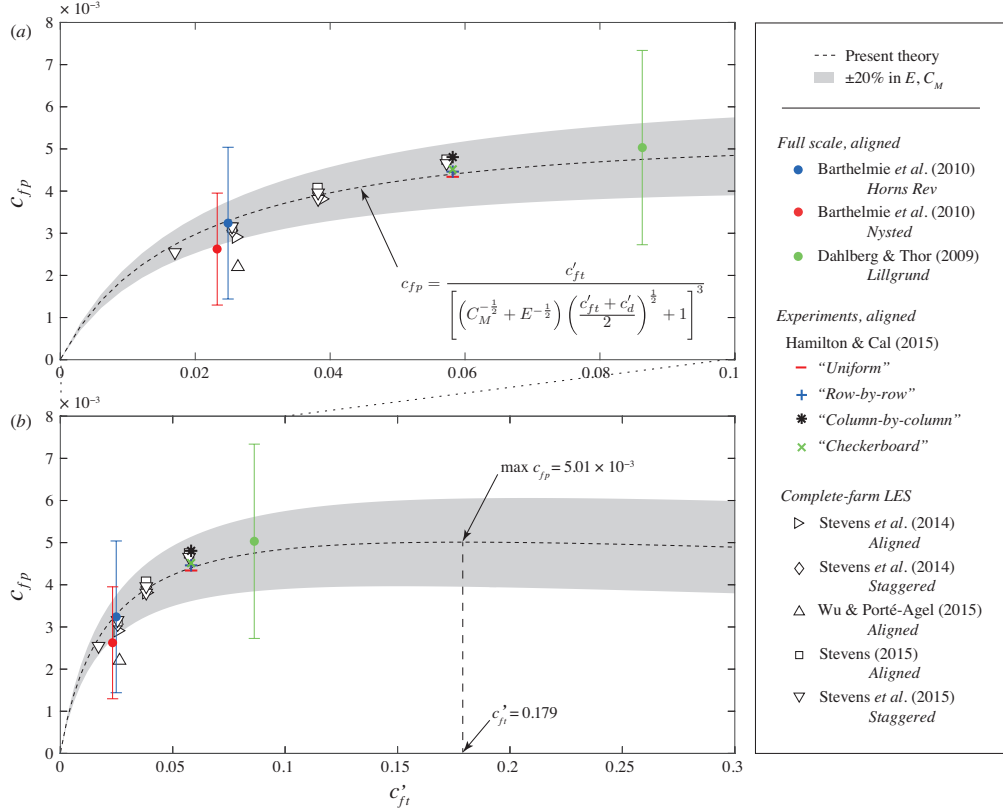 (a)
× 10⁻³
8
7
6
5
4
3
2
1
0
c_fp
0 0.02 0.04 0.06 0.08 0.1
c_fp = c'_ft / [(C_M^{-1/2} + E^{-1/2}) ((c'_ft + c'_d)/2)^{1/2} + 1]^3
(b)
× 10⁻³
8
7
6
5
4
3
2
1
0
c_fp
max c_fp = 5.01 × 10⁻³
c'_ft = 0.179
0 0.05 0.1 0.15 0.2 0.25 0.3
c'_ft
Present theory
±20% in E, C_M
Full scale, aligned
Barthelmie et al. (2010)
Horns Rev
Barthelmie et al. (2010)
Nysted
Dahlberg & Thor (2009)
Lillgrund
Experiments, aligned
Hamilton & Cal (2015)
“Uniform”
“Row-by-row”
“Column-by-column”
“Checkerboard”
Complete-farm LES
Stevens et al. (2014)
Aligned
Stevens et al. (2014)
Staggered
Wu & Porté-Agel (2015)
Aligned
Stevens (2015)
Aligned
Stevens et al. (2015)
Staggered